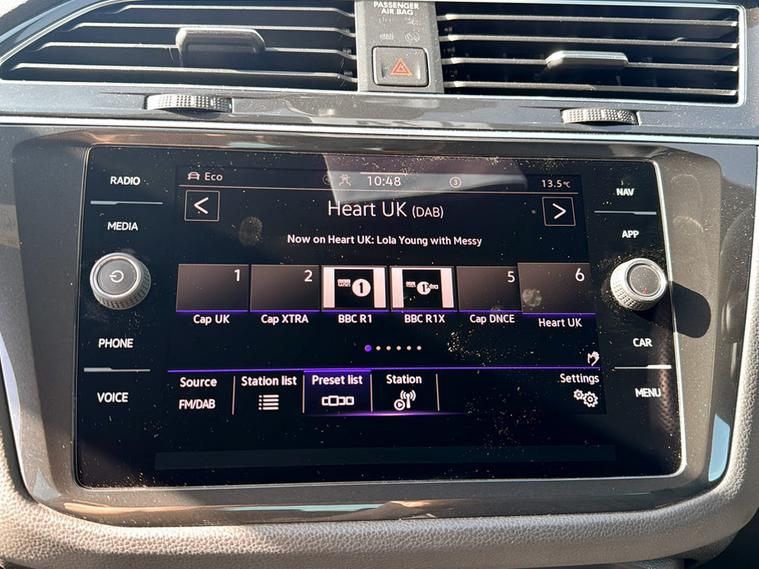 PASSENGER
AIR BAG
RADIO
MEDIA
PHONE
VOICE
Eco
10:48
3
13.5°C
Heart UK (DAB)
Now on Heart UK: Lola Young with Messy
1
2
1
5
6
Cap UK
Cap XTRA
BBC R1
BBC R1X
Cap DNCE
Heart UK
Source
FM/DAB
Station list
Preset list
Station
Settings
NAV
APP
CAR
MENU